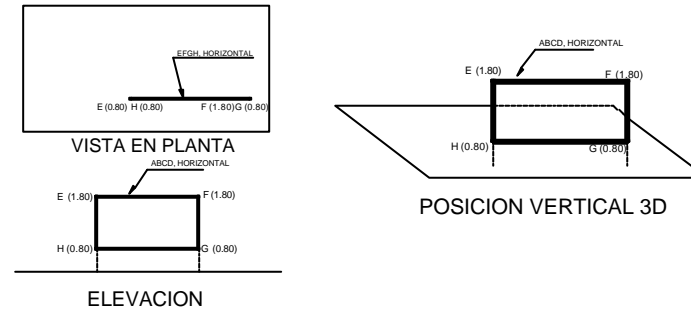 EFGH, HORIZONTAL
E (0.80) H (0.80) F (1.80)G (0.80)
VISTA EN PLANTA
ABCD, HORIZONTAL
E (1.80) F (1.80)
H (0.80) G (0.80)
ELEVACION
ABCD, HORIZONTAL
E (1.80) F (1.80)
H (0.80) G (0.80)
POSICION VERTICAL 3D